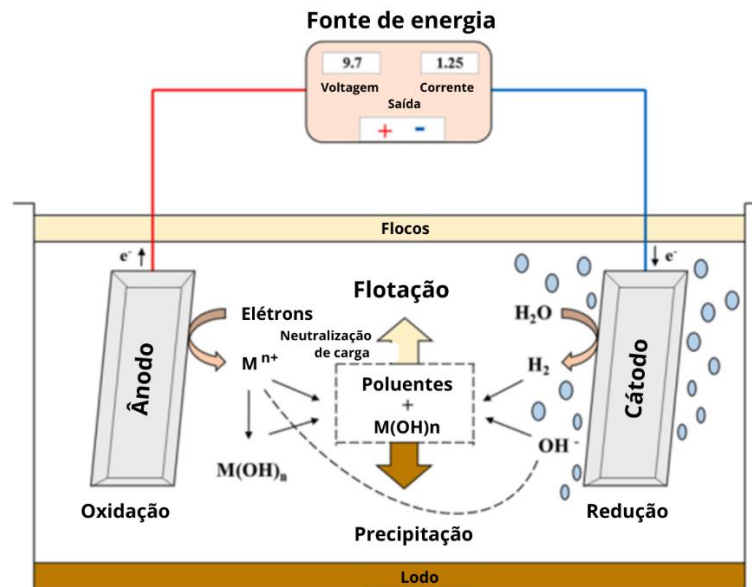 Fonte de energia
9.7
1.25
Voltagem
Corrente
Saída
+ -
Flocos
e⁻
e⁻
Flotação
Elétrons
H₂O
Neutralização
de carga
Mⁿ⁺
H₂
Ânodo
Poluentes
+
M(OH)n
Cátodo
M(OH)ₙ
OH⁻
Oxidação
Redução
Precipitação
Lodo